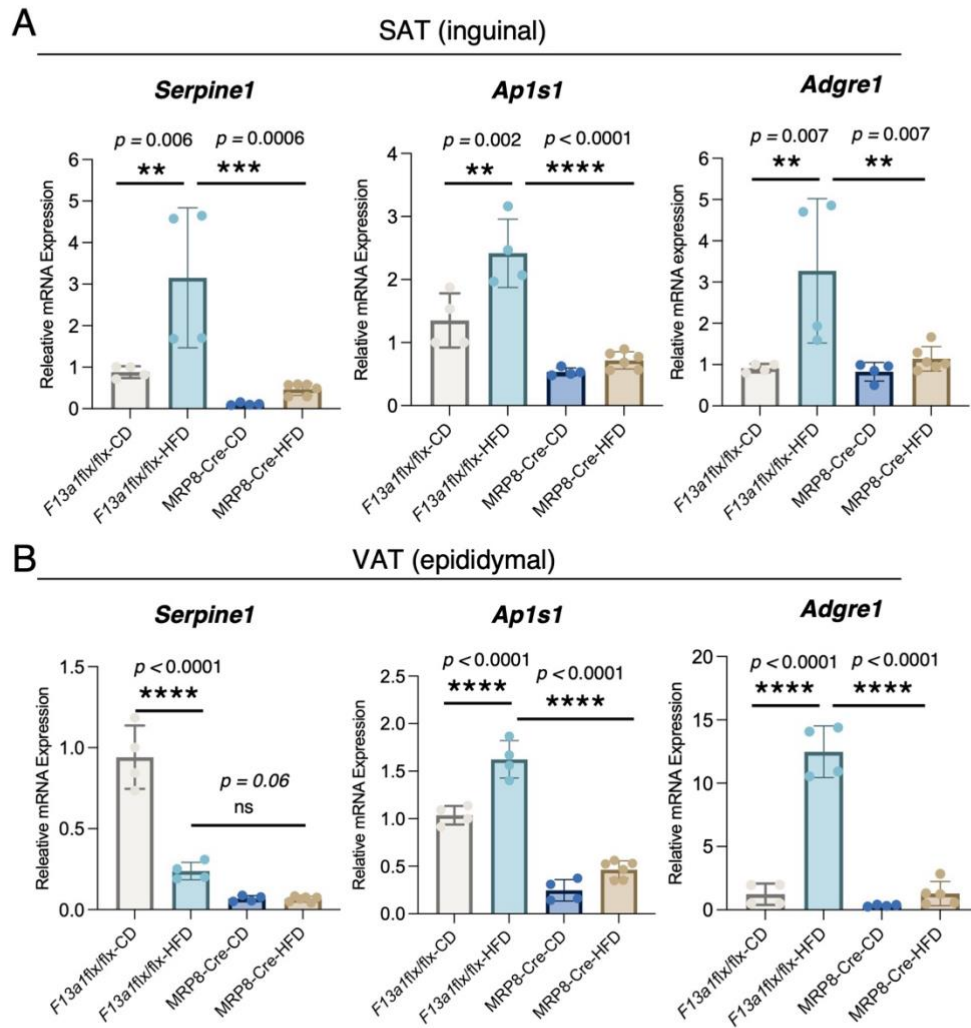 A
SAT (inguinal)
Serpine1
Ap1s1
Adgre1
p = 0.006 p = 0.0006
** ***
p = 0.002 p < 0.0001
** ****
p = 0.007 p = 0.007
** **
Relearive mRNA Expression
6
5
4
3
2
1
0
F13a1flx/flx-CD
F13a1flx/flx-HFD
MRP8-Cre-CD
MRP8-Cre-HFD
Relative mRNA Expression
4
3
2
1
0
F13a1flx/flx-CD
F13a1flx/flx-HFD
MRP8-Cre-CD
MRP8-Cre-HFD
Relative mRNA expression
6
5
4
3
2
1
0
F13a1flx/flx-CD
F13a1flx/flx-HFD
MRP8-Cre-CD
MRP8-Cre-HFD
B
VAT (epididymal)
Serpine1
Ap1s1
Adgre1
p < 0.0001
****
p = 0.06
ns
p < 0.0001 p < 0.0001
**** ****
p < 0.0001 p < 0.0001
**** ****
Releative mRNA Expression
1.5
1.0
0.5
0.0
F13a1flx/flx-CD
F13a1flx/flx-HFD
MRP8-Cre-CD
MRP8-Cre-HFD
Relative mRNA Expression
2.5
2.0
1.5
1.0
0.5
0.0
F13a1flx/flx-CD
F13a1flx/flx-HFD
MRP8-Cre-CD
MRP8-Cre-HFD
Relative mRNA Expression
20
15
10
5
0
F13a1flx/flx-CD
F13a1flx/flx-HFD
MRP8-Cre-CD
MRP8-Cre-HFD